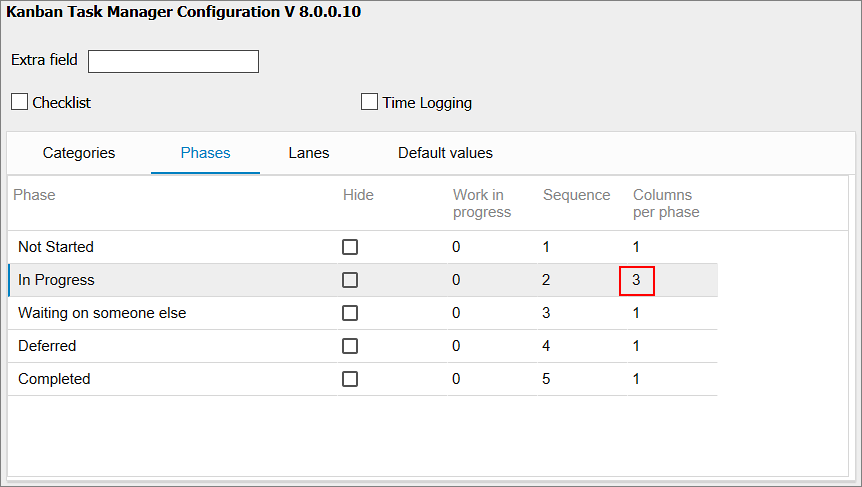 Kanban Task Manager Configuration V 8.0.0.10
Extra field
Checklist Time Logging
Categories Phases Lanes Default values
Phase Hide Work in progress Sequence Columns per phase
Not Started 0 1 1
In Progress 0 2 3
Waiting on someone else 0 3 1
Deferred 0 4 1
Completed 0 5 1